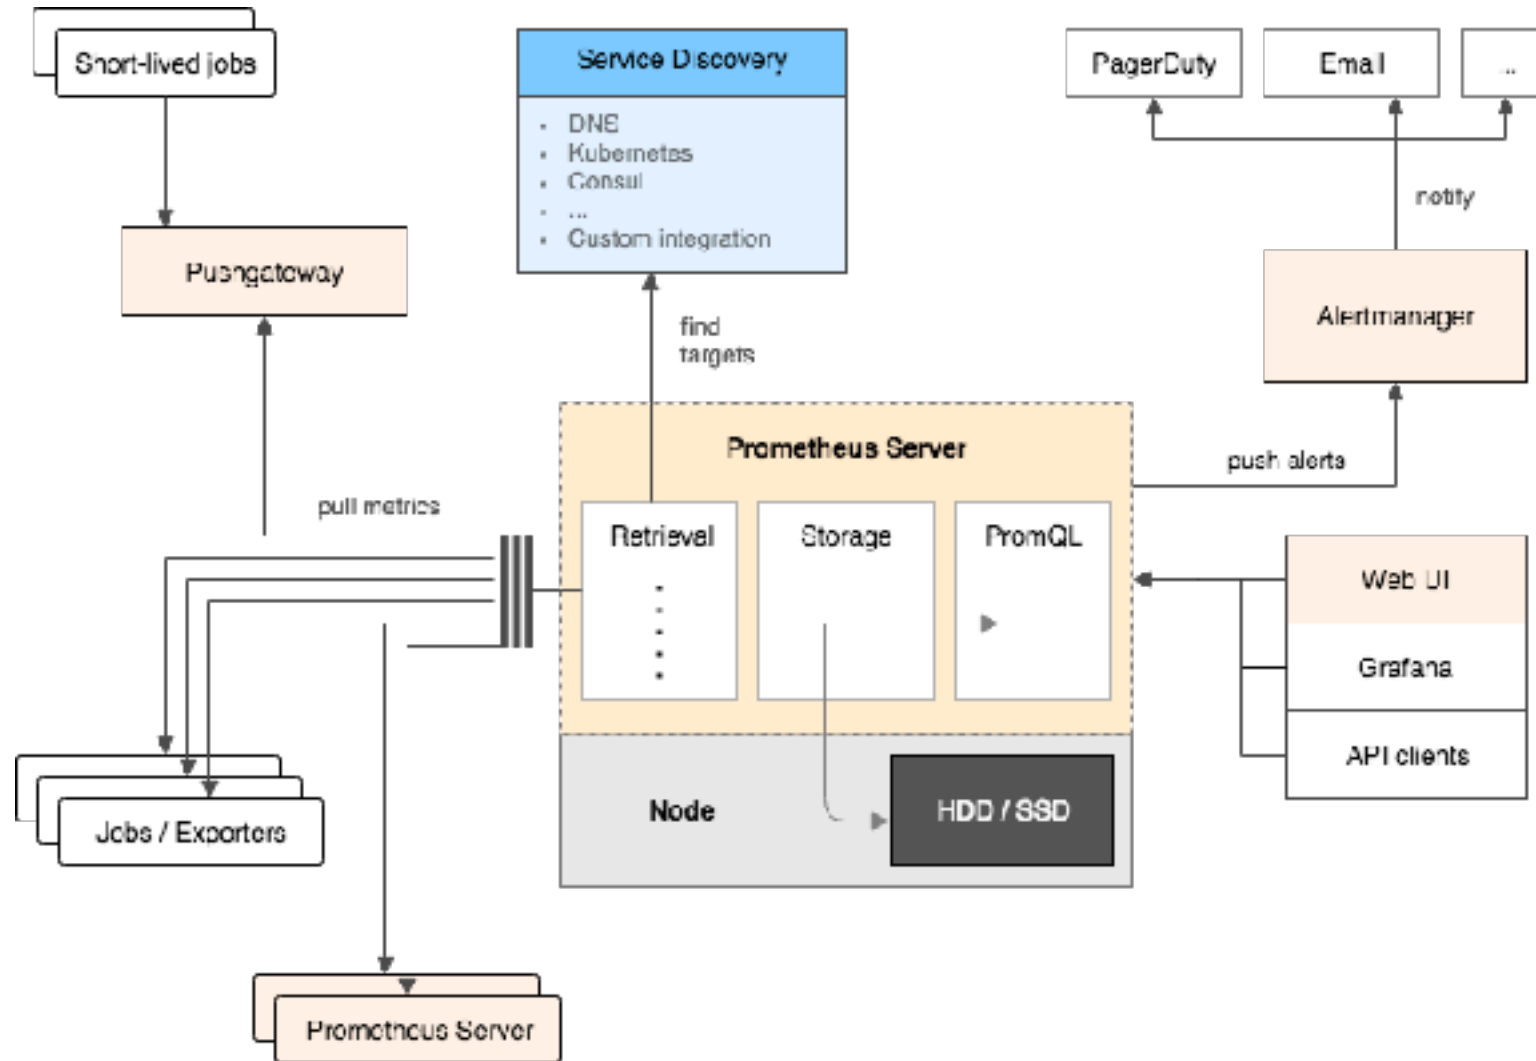 Short-lived jobs
Service Discovery
DNS
Kubernetes
Consul
...
Custom integration
PagerDuty
Email
...
notify
Pushgateway
find
targets
Alertmanager
Prometheus Server
push alerts
pull metrics
Retrieval
Storage
PromQL
Web UI
Grafana
API clients
Node
HDD / SSD
Jobs / Exporters
Prometheus Server